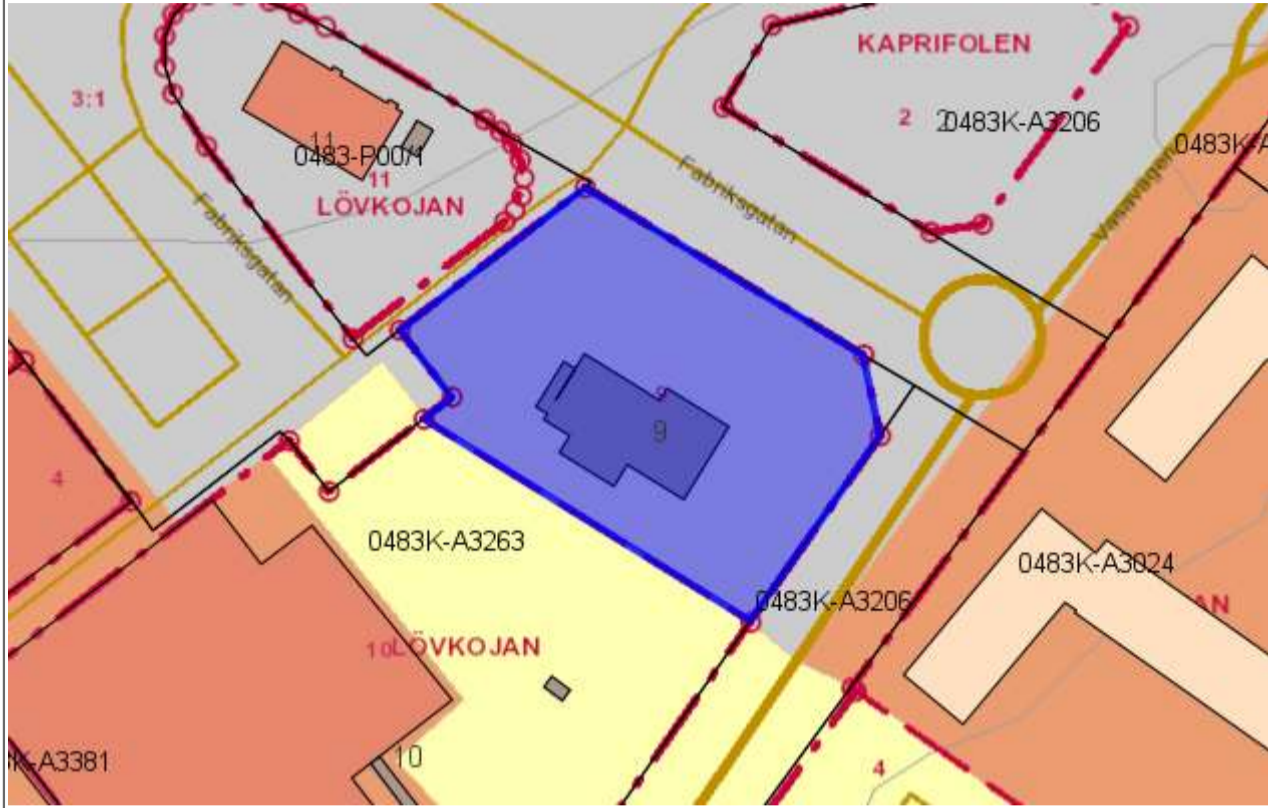 KAPRIFOLEN
3:1
2
2
0483K-A3206
0483K-A
11
0483-P00/1
11
LÖVKOJAN
Fabriksgatan
Fabriksgatan
Vasavägen
9
4
0483K-A3263
0483K-A3024
0483K-A3206
AN
10
LÖVKOJAN
K-A3381
10
4